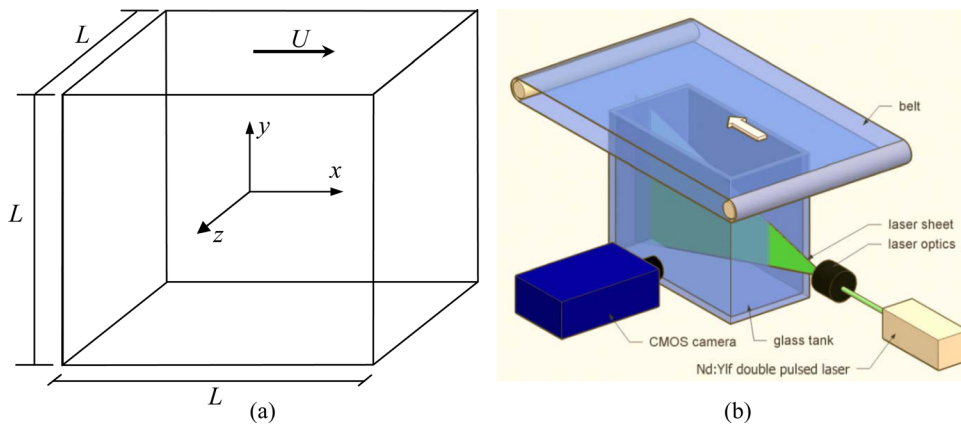 L
U
y
x
L
z
L
(a)
belt
laser sheet
laser optics
CMOS camera
glass tank
Nd:Ylf double pulsed laser
(b)